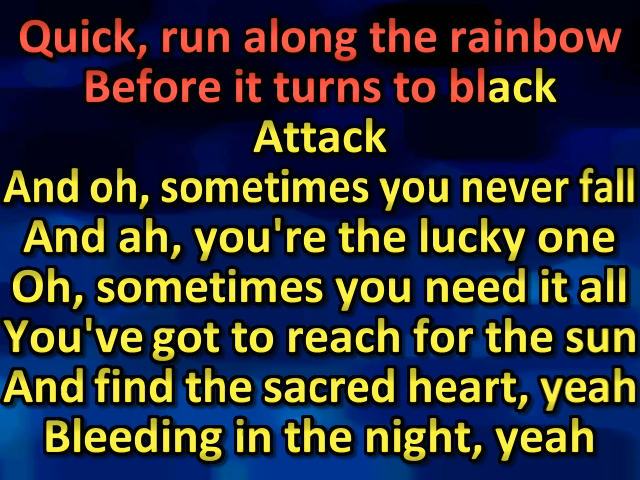 Quick, run along the rainbow
Before it turns to black
Attack
And oh, sometimes you never fall
And ah, you're the lucky one
Oh, sometimes you need it all
You've got to reach for the sun
And find the sacred heart, yeah
Bleeding in the night, yeah